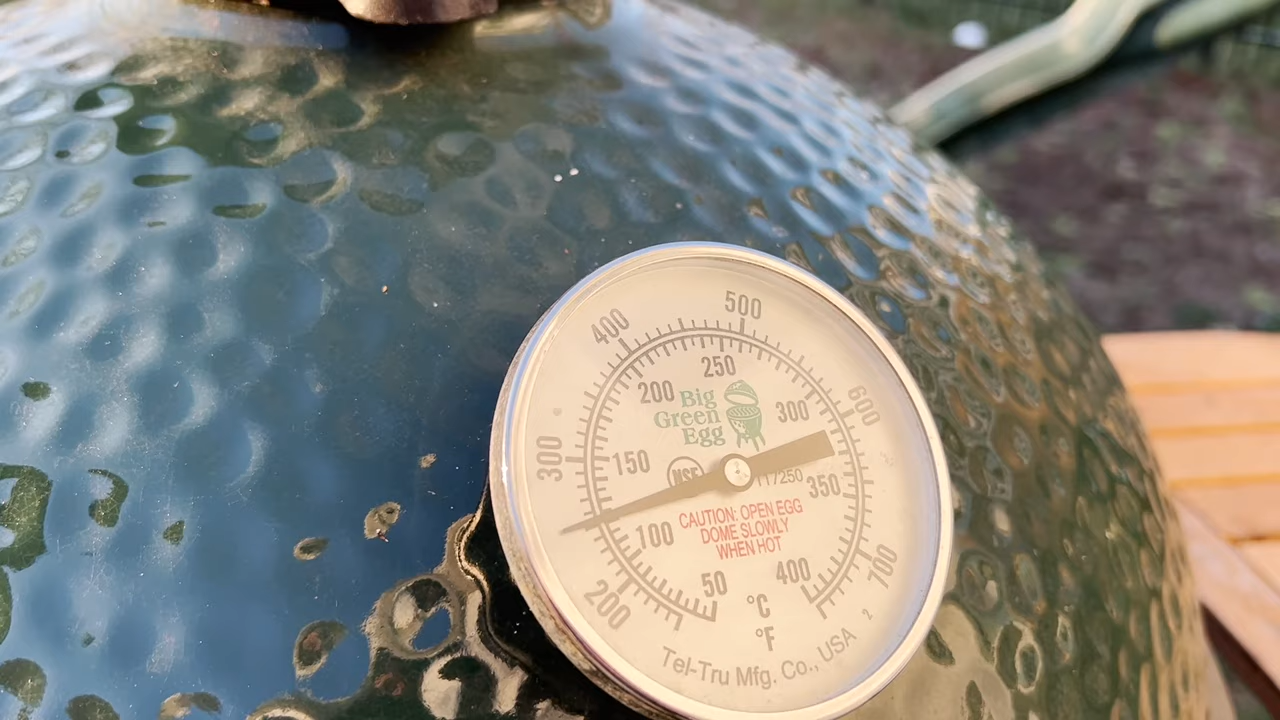 500
400
600
250
200
Big
Green
Egg
300
300
150
NSF
117250
350
CAUTION: OPEN EGG
DOME SLOWLY
WHEN HOT
100
50
400
700
200
°C
°F
Tel-Tru Mfg. Co., USA 2